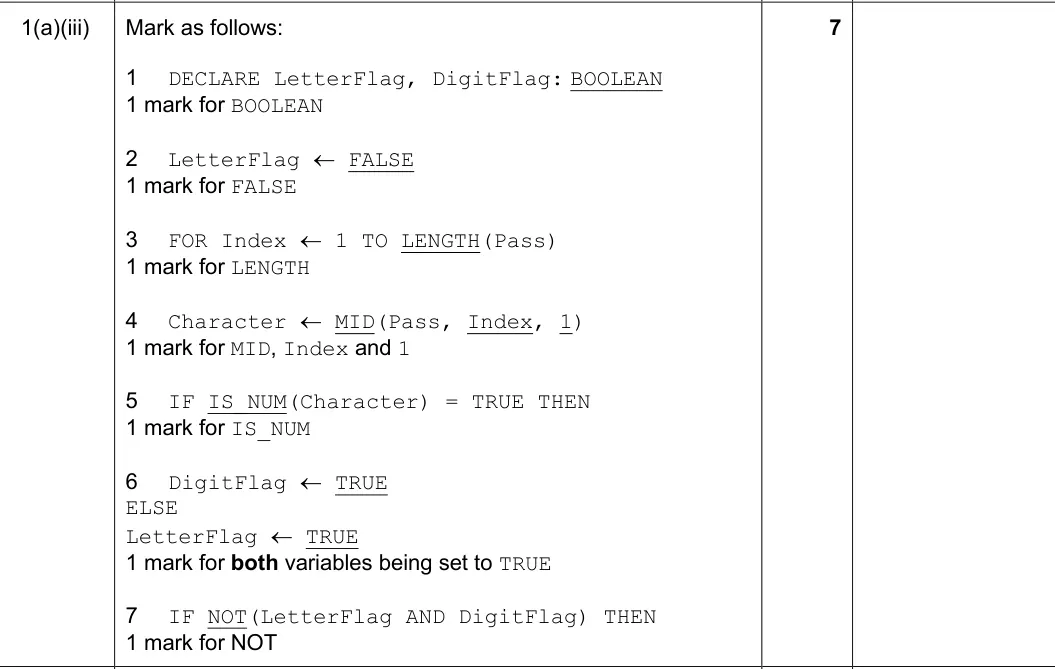 1(a)(iii) Mark as follows: 7
1 DECLARE LetterFlag, DigitFlag: BOOLEAN
1 mark for BOOLEAN
2 LetterFlag ← FALSE
1 mark for FALSE
3 FOR Index ← 1 TO LENGTH(Pass)
1 mark for LENGTH
4 Character ← MID(Pass, Index, 1)
1 mark for MID, Index and 1
5 IF IS_NUM(Character) = TRUE THEN
1 mark for IS_NUM
6 DigitFlag ← TRUE
ELSE
LetterFlag ← TRUE
1 mark for both variables being set to TRUE
7 IF NOT(LetterFlag AND DigitFlag) THEN
1 mark for NOT